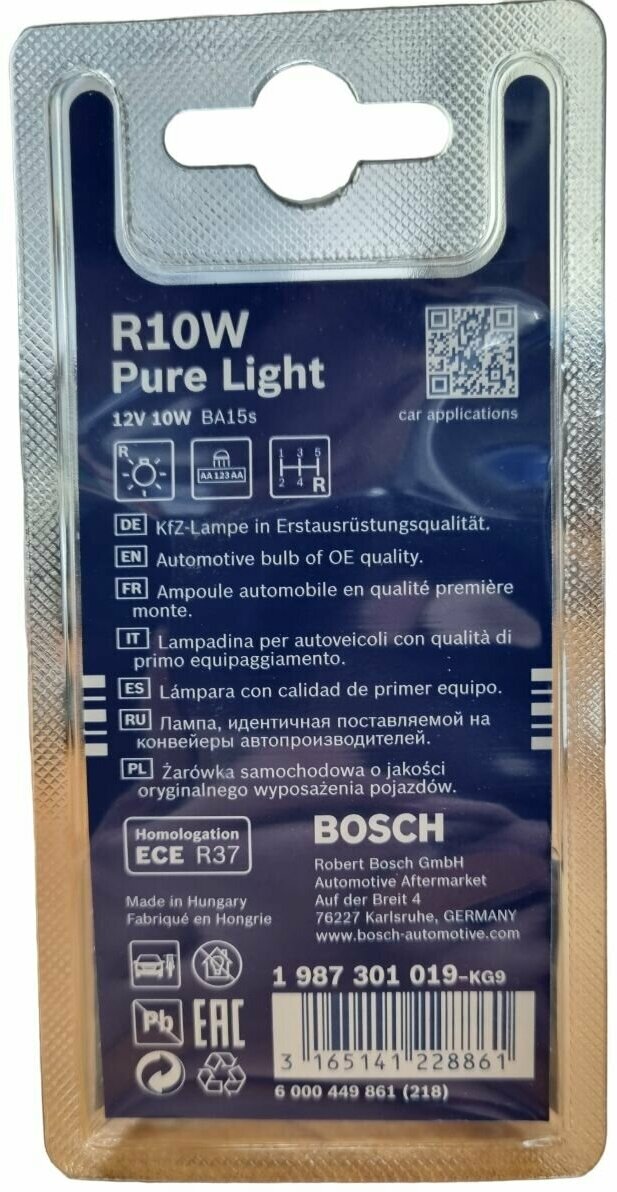 R10W
Pure Light
12V 10W BA15s
car applications
R
AA 123 AA
1 3 5
2 4 R
DE KfZ-Lampe in Erstausrüstungsqualität.
EN Automotive bulb of OE quality.
FR Ampoule automobile en qualité première
monte.
IT Lampadina per autoveicoli con qualità di
primo equipaggiamento.
ES Lámpara con calidad de primer equipo.
RU Лампа, идентичная поставляемой на
конвейеры автопроизводителей.
PL Żarówka samochodowa o jakości
oryginalnego wyposażenia pojazdów.
Homologation
ECE R37
BOSCH
Robert Bosch GmbH
Automotive Aftermarket
Auf der Breit 4
76227 Karlsruhe, GERMANY
www.bosch-automotive.com
Made in Hungary
Fabriqué en Hongrie
1 987 301 019-KG9
Pb EAC
3 165141 228861
6 000 449 861 (218)